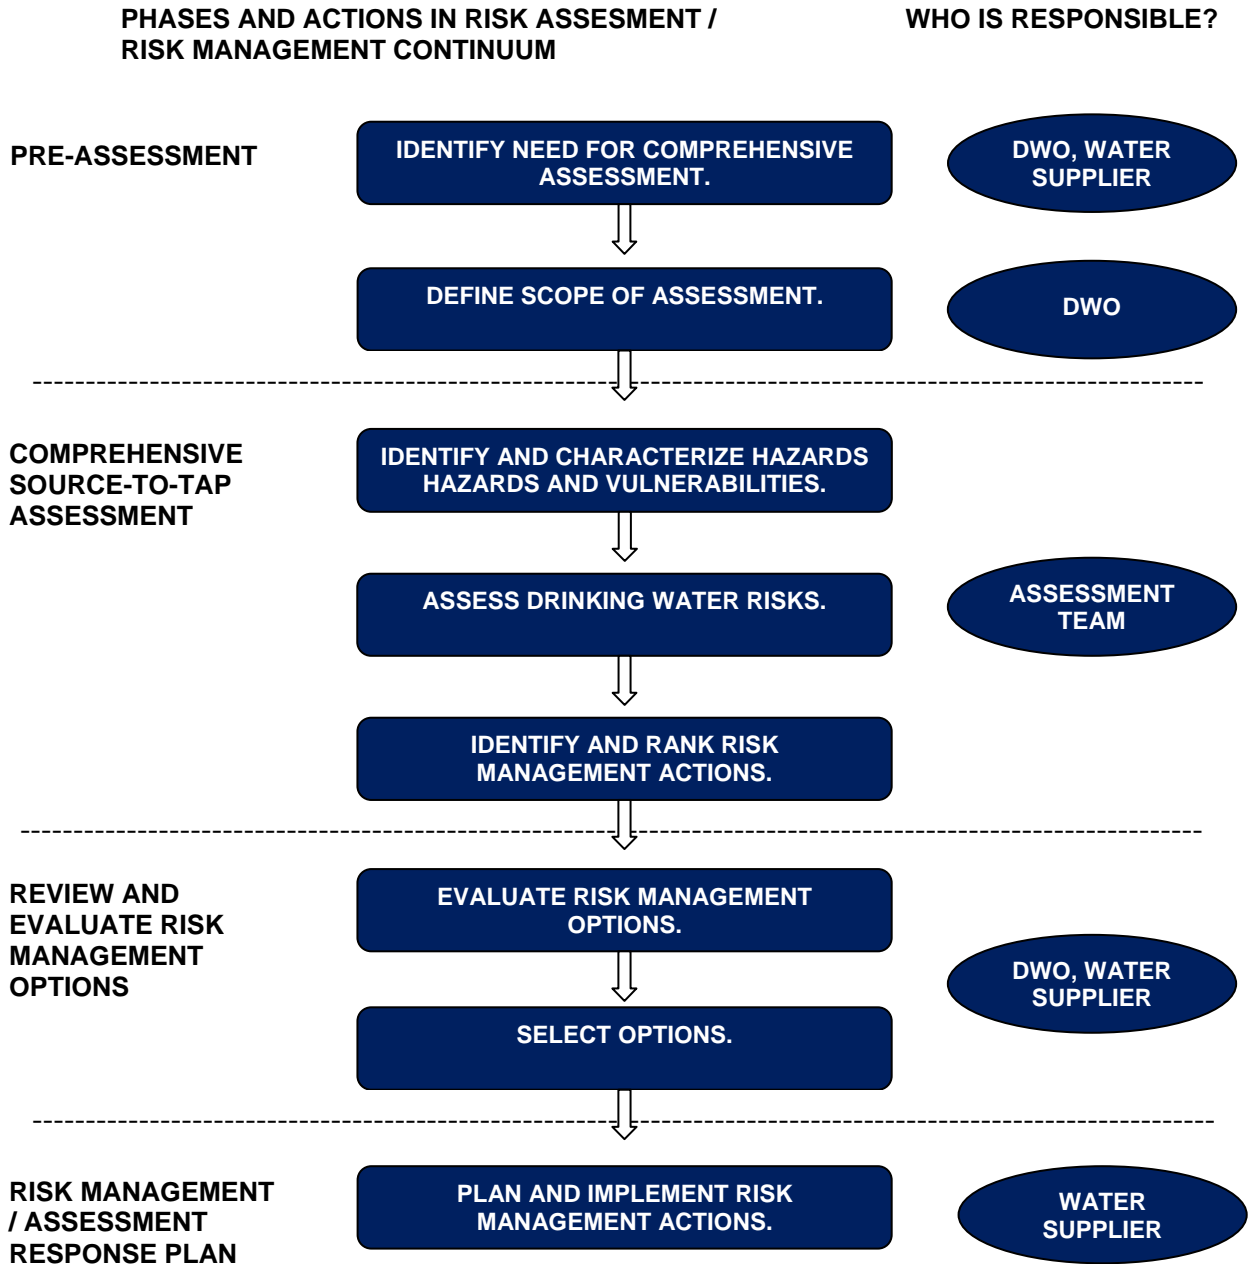 PHASES AND ACTIONS IN RISK ASSESMENT /
RISK MANAGEMENT CONTINUUM
WHO IS RESPONSIBLE?
PRE-ASSESSMENT
IDENTIFY NEED FOR COMPREHENSIVE
ASSESSMENT.
DWO, WATER
SUPPLIER
DEFINE SCOPE OF ASSESSMENT.
DWO
COMPREHENSIVE
SOURCE-TO-TAP
ASSESSMENT
IDENTIFY AND CHARACTERIZE HAZARDS
HAZARDS AND VULNERABILITIES.
ASSESS DRINKING WATER RISKS.
ASSESSMENT
TEAM
IDENTIFY AND RANK RISK
MANAGEMENT ACTIONS.
REVIEW AND
EVALUATE RISK
MANAGEMENT
OPTIONS
EVALUATE RISK MANAGEMENT
OPTIONS.
DWO, WATER
SUPPLIER
SELECT OPTIONS.
RISK MANAGEMENT
/ ASSESSMENT
RESPONSE PLAN
PLAN AND IMPLEMENT RISK
MANAGEMENT ACTIONS.
WATER
SUPPLIER